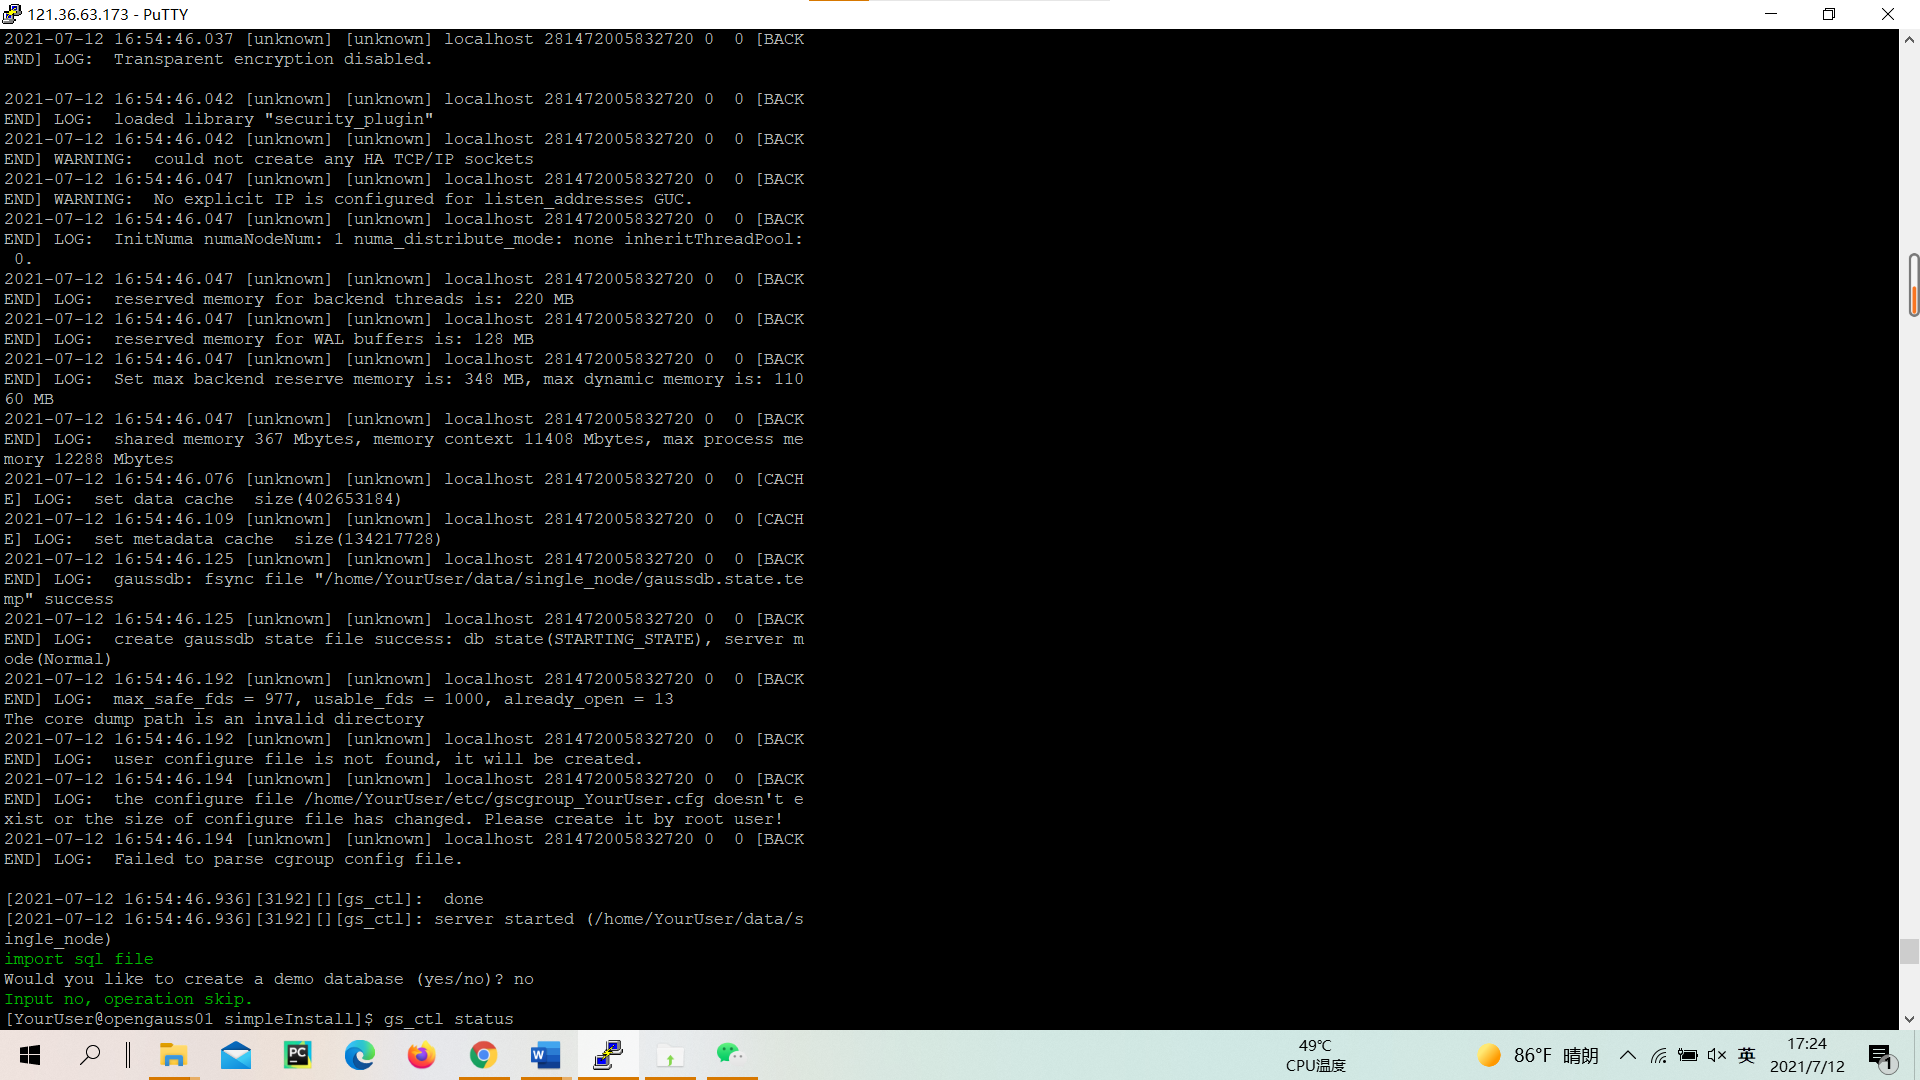 121.36.63.173 - PuTTY
2021-07-12 16:54:46.037 [unknown] [unknown] localhost 281472005832720 0  0 [BACK
END] LOG:  Transparent encryption disabled.
2021-07-12 16:54:46.042 [unknown] [unknown] localhost 281472005832720 0  0 [BACK
END] LOG:  loaded library "security_plugin"
2021-07-12 16:54:46.042 [unknown] [unknown] localhost 281472005832720 0  0 [BACK
END] WARNING:  could not create any HA TCP/IP sockets
2021-07-12 16:54:46.047 [unknown] [unknown] localhost 281472005832720 0  0 [BACK
END] WARNING:  No explicit IP is configured for listen_addresses GUC.
2021-07-12 16:54:46.047 [unknown] [unknown] localhost 281472005832720 0  0 [BACK
END] LOG:  InitNuma numaNodeNum: 1 numa_distribute_mode: none inheritThreadPool:
 0.
2021-07-12 16:54:46.047 [unknown] [unknown] localhost 281472005832720 0  0 [BACK
END] LOG:  reserved memory for backend threads is: 220 MB
2021-07-12 16:54:46.047 [unknown] [unknown] localhost 281472005832720 0  0 [BACK
END] LOG:  reserved memory for WAL buffers is: 128 MB
2021-07-12 16:54:46.047 [unknown] [unknown] localhost 281472005832720 0  0 [BACK
END] LOG:  Set max backend reserve memory is: 348 MB, max dynamic memory is: 110
60 MB
2021-07-12 16:54:46.047 [unknown] [unknown] localhost 281472005832720 0  0 [BACK
END] LOG:  shared memory 367 Mbytes, memory context 11408 Mbytes, max process me
mory 12288 Mbytes
2021-07-12 16:54:46.076 [unknown] [unknown] localhost 281472005832720 0  0 [CACH
E] LOG:  set data cache  size(402653184)
2021-07-12 16:54:46.109 [unknown] [unknown] localhost 281472005832720 0  0 [CACH
E] LOG:  set metadata cache  size(134217728)
2021-07-12 16:54:46.125 [unknown] [unknown] localhost 281472005832720 0  0 [BACK
END] LOG:  gaussdb: fsync file "/home/YourUser/data/single_node/gaussdb.state.te
mp" success
2021-07-12 16:54:46.125 [unknown] [unknown] localhost 281472005832720 0  0 [BACK
END] LOG:  create gaussdb state file success: db state(STARTING_STATE), server m
ode(Normal)
2021-07-12 16:54:46.192 [unknown] [unknown] localhost 281472005832720 0  0 [BACK
END] LOG:  max_safe_fds = 977, usable_fds = 1000, already_open = 13
The core dump path is an invalid directory
2021-07-12 16:54:46.192 [unknown] [unknown] localhost 281472005832720 0  0 [BACK
END] LOG:  user configure file is not found, it will be created.
2021-07-12 16:54:46.194 [unknown] [unknown] localhost 281472005832720 0  0 [BACK
END] LOG:  the configure file /home/YourUser/etc/gscgroup_YourUser.cfg doesn't e
xist or the size of configure file has changed. Please create it by root user!
2021-07-12 16:54:46.194 [unknown] [unknown] localhost 281472005832720 0  0 [BACK
END] LOG:  Failed to parse cgroup config file.
[2021-07-12 16:54:46.936][3192][][gs_ctl]:  done
[2021-07-12 16:54:46.936][3192][][gs_ctl]: server started (/home/YourUser/data/s
ingle_node)
import sql file
Would you like to create a demo database (yes/no)? no
Input no, operation skip.
[YourUser@opengauss01 simpleInstall]$ gs_ctl status
PC
W
49℃
CPU温度
86°F 晴朗
英
17:24
2021/7/12
1